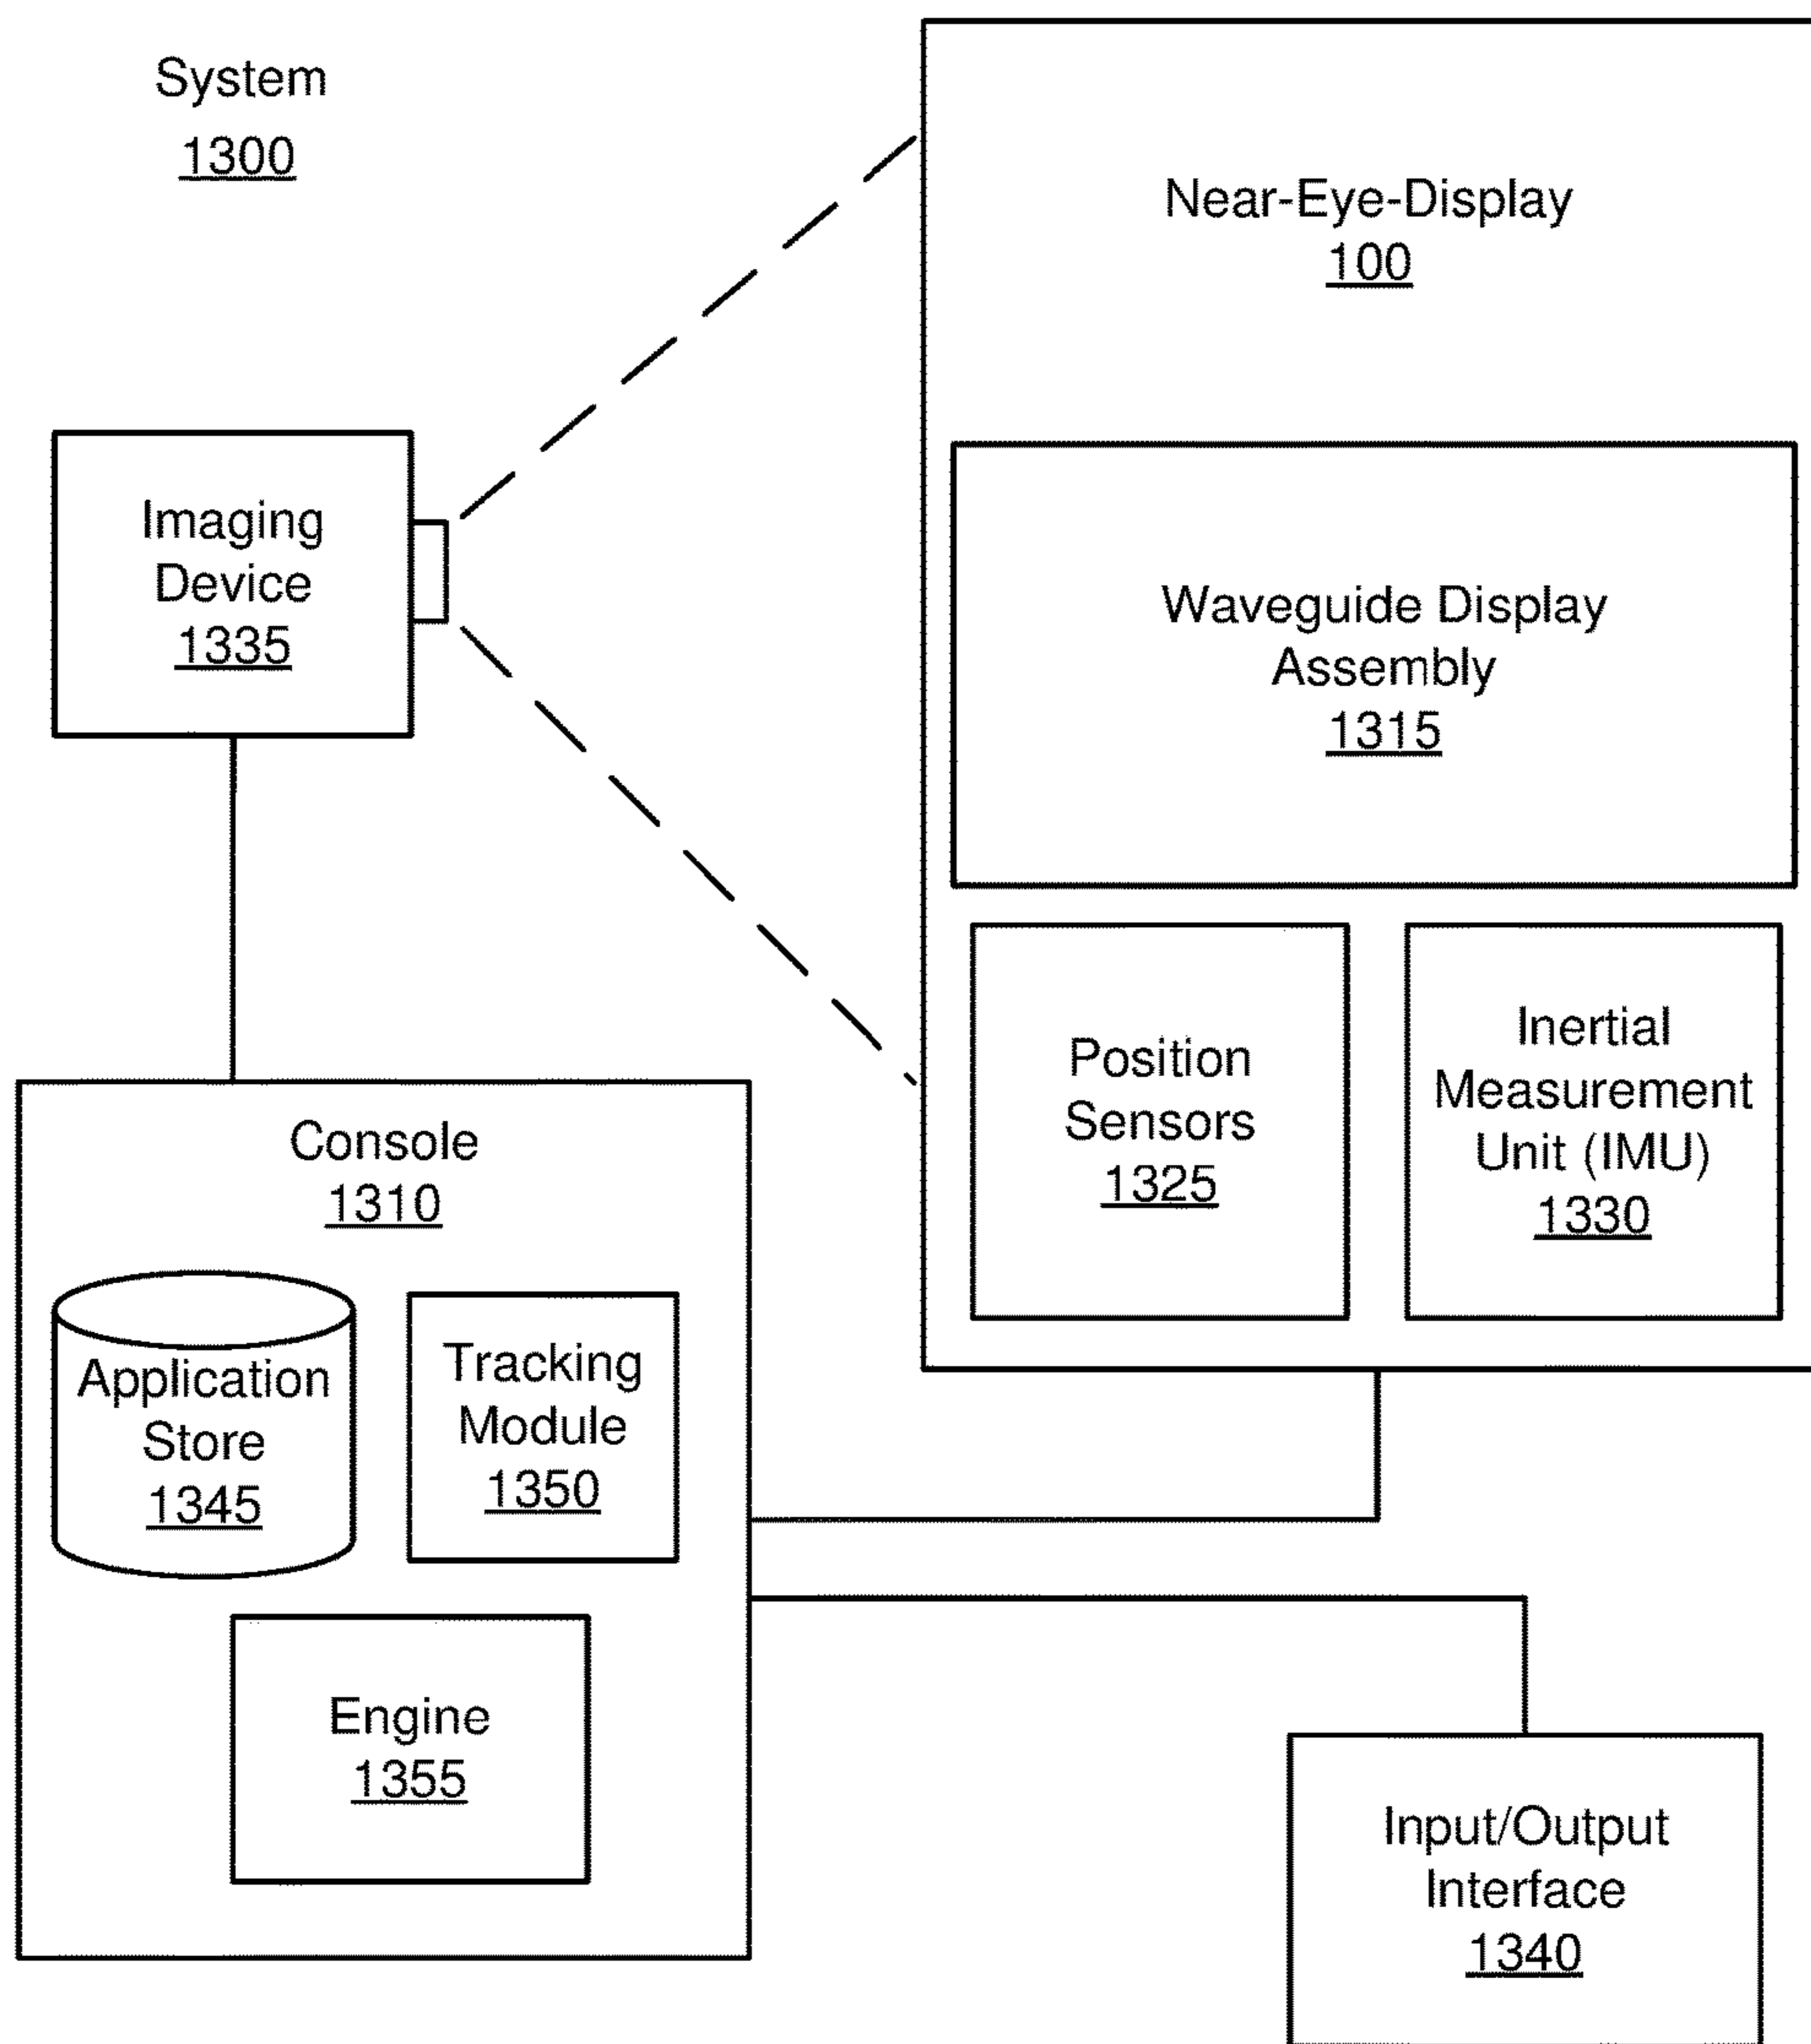 System
1300
Near-Eye-Display
100
Imaging
Device
1335
Waveguide Display
Assembly
1315
Position
Sensors
1325
Inertial
Measurement
Unit (IMU)
1330
Console
1310
Application
Store
1345
Tracking
Module
1350
Engine
1355
Input/Output
Interface
1340